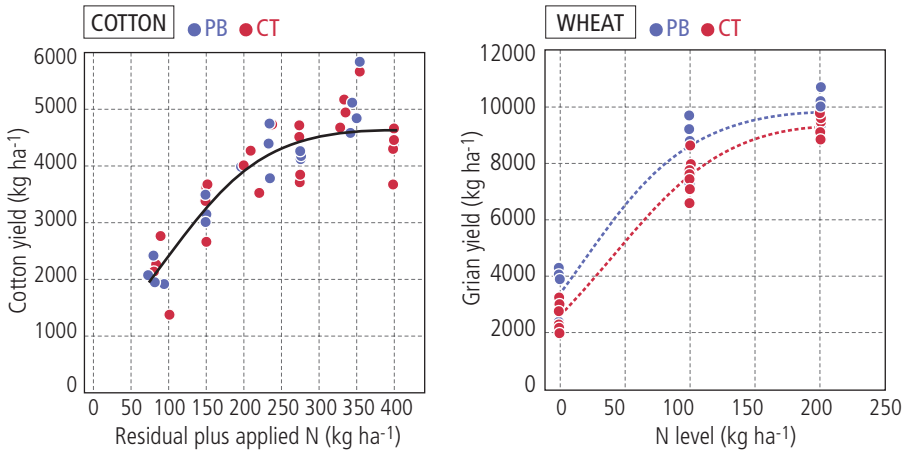 COTTON PB CT
6000
5000
4000
3000
2000
1000
0
Cotton yield (kg ha-1)
0 50 100 150 200 250 300 350 400
Residual plus applied N (kg ha-1)
WHEAT PB CT
12000
10000
8000
6000
4000
2000
0
Grian yield (kg ha-1)
0 50 100 150 200 250
N level (kg ha-1)